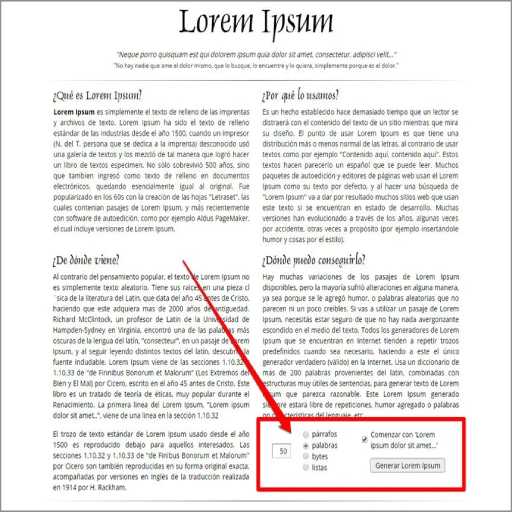 Lorem Ipsum
"Neque porro quisquam est qui dolorem ipsum quia dolor sit amet, consectetur, adipisci velit..."
"No hay nadie que ame el dolor mismo, que lo busque, lo encuentre y lo quiera, simplemente porque es el dolor."
¿Qué es Lorem Ipsum?
Lorem Ipsum es simplemente el texto de relleno de las imprentas
y archivos de texto. Lorem Ipsum ha sido el texto de relleno
estándar de las industrias desde el año 1500, cuando un impresor
(N. del T. persona que se dedica a la imprenta) desconocido usó
una galería de textos y los mezcló de tal manera que logró hacer
un libro de textos especimen. No sólo sobrevivió 500 años, sino
que tambien ingresó como texto de relleno en documentos
electrónicos, quedando esencialmente igual al original. Fue
popularizado en los 60s con la creación de las hojas "Letraset", las
cuales contenian pasajes de Lorem Ipsum, y más recientemente
con software de autoedición, como por ejemplo Aldus PageMaker,
el cual incluye versiones de Lorem Ipsum.
¿Por qué lo usamos?
Es un hecho establecido hace demasiado tiempo que un lector se
distraerá con el contenido del texto de un sitio mientras que mira
su diseño. El punto de usar Lorem Ipsum es que tiene una
distribución más o menos normal de las letras, al contrario de usar
textos como por ejemplo "Contenido aquí, contenido aquí". Estos
textos hacen parecerlo un español que se puede leer. Muchos
paquetes de autoedición y editores de páginas web usan el Lorem
Ipsum como su texto por defecto, y al hacer una búsqueda de
"Lorem Ipsum" va a dar por resultado muchos sitios web que usan
este texto si se encuentran en estado de desarrollo. Muchas
versiones han evolucionado a través de los años, algunas veces
por accidente, otras veces a propósito (por ejemplo insertándole
humor y cosas por el estilo).
¿De dónde viene?
Al contrario del pensamiento popular, el texto de Lorem Ipsum no
es simplemente texto aleatorio. Tiene sus raices en una pieza cl
´sica de la literatura del Latin, que data del año 45 antes de Cristo,
haciendo que este adquiera mas de 2000 años de antiguedad.
Richard McClintock, un profesor de Latin de la Universidad de
Hampden-Sydney en Virginia, encontró una de las palabras más
oscuras de la lengua del latín, "consecteur", en un pasaje de Lorem
Ipsum, y al seguir leyendo distintos textos del latín, descubrió la
fuente indudable. Lorem Ipsum viene de las secciones 1.10.32
1.10.33 de "de Finnibus Bonorum et Malorum" (Los Extremos del
Bien y El Mal) por Cicero, escrito en el año 45 antes de Cristo. Este
libro es un tratado de teoría de éticas, muy popular durante el
Renacimiento. La primera linea del Lorem Ipsum, "Lorem ipsum
dolor sit amet..", viene de una linea en la sección 1.10.32
El trozo de texto estándar de Lorem Ipsum usado desde el año
1500 es reproducido debajo para aquellos interesados. Las
secciones 1.10.32 y 1.10.33 de "de Finibus Bonorum et Malorum"
por Cicero son también reproducidas en su forma original exacta,
acompañadas por versiones en Inglés de la traducción realizada
en 1914 por H. Rackham.
¿Dónde puedo conseguirlo?
Hay muchas variaciones de los pasajes de Lorem Ipsum
disponibles, pero la mayoría sufrió alteraciones en alguna manera,
ya sea porque se le agregó humor, o palabras aleatorias que no
parecen ni un poco creíbles. Si vas a utilizar un pasaje de Lorem
Ipsum, necesitás estar seguro de que no hay nada avergonzante
escondido en el medio del texto. Todos los generadores de Lorem
Ipsum que se encuentran en Internet tienden a repetir trozos
predefinidos cuando sea necesario, haciendo a este el único
generador verdadero (válido) en la Internet. Usa un diccionario de
mas de 200 palabras provenientes del latín, combinadas con
estructuras muy útiles de sentencias, para generar texto de Lorem
Ipsum que parezca razonable. Este Lorem Ipsum generado
siempre estará libre de repeticiones, humor agregado o palabras
no características del lenguaje, etc.
50
párrafos
palabras
bytes
listas
Comenzar con 'Lorem
ipsum dolor sit amet...'
Generar Lorem Ipsum